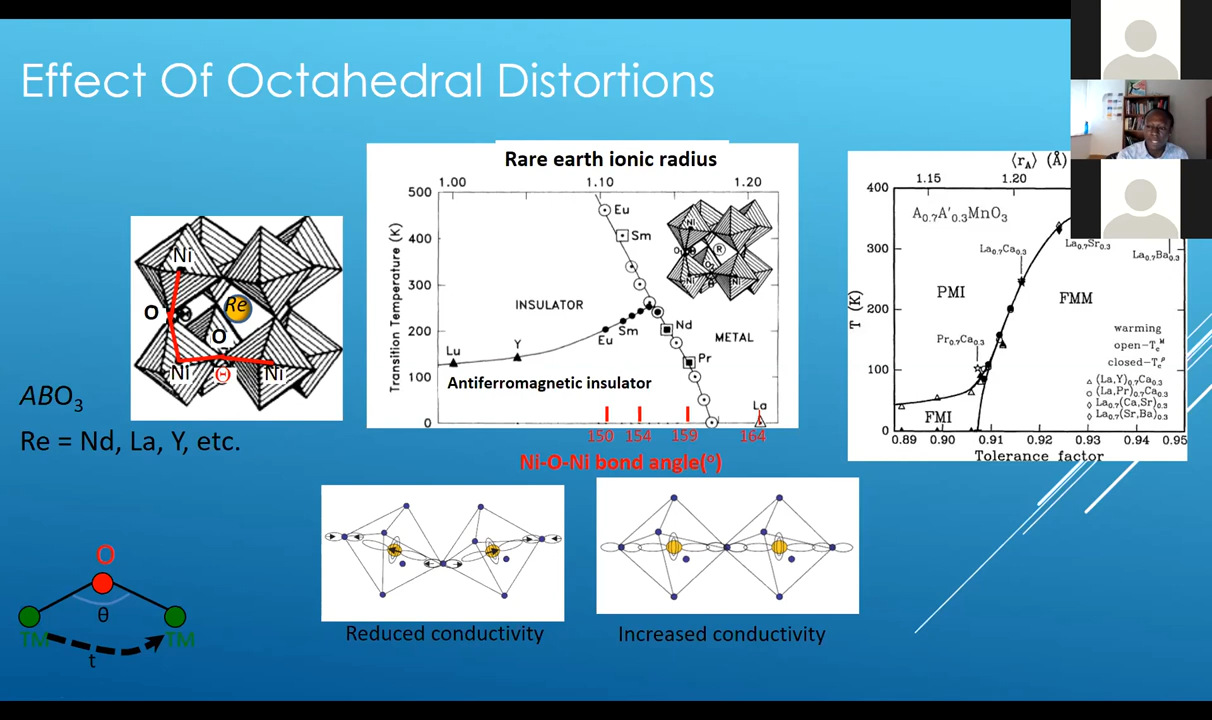 Effect Of Octahedral Distortions
Ni
O
Re
O
Ni
Θ
Ni
ABO3
Re = Nd, La, Y, etc.
O
θ
TM
TM
t
Rare earth ionic radius
1.00
1.10
1.20
500
400
300
200
100
0
Transition Temperature (K)
Eu
Sm
INSULATOR
METAL
Lu
Y
Eu
Sm
Nd
Pr
La
Ni
R
Antiferromagnetic insulator
150
154
159
164
Ni-O-Ni bond angle(o)
Reduced conductivity
Increased conductivity
⟨rA⟩ (Å)
1.15
1.20
400
300
200
100
0
T (K)
A0.7A′0.3MnO3
La0.7Ca0.3
La0.7Sr0.3
La0.7Ba0.3
PMI
FMM
Pr0.7Ca0.3
FMI
warming
open-TcM
closed-Tcρ
(La,Y)0.7Ca0.3
(La,Pr)0.7Ca0.3
La0.7(Ca,Sr)0.3
La0.7(Sr,Ba)0.3
0.89
0.90
0.91
0.92
0.93
0.94
0.95
Tolerance factor